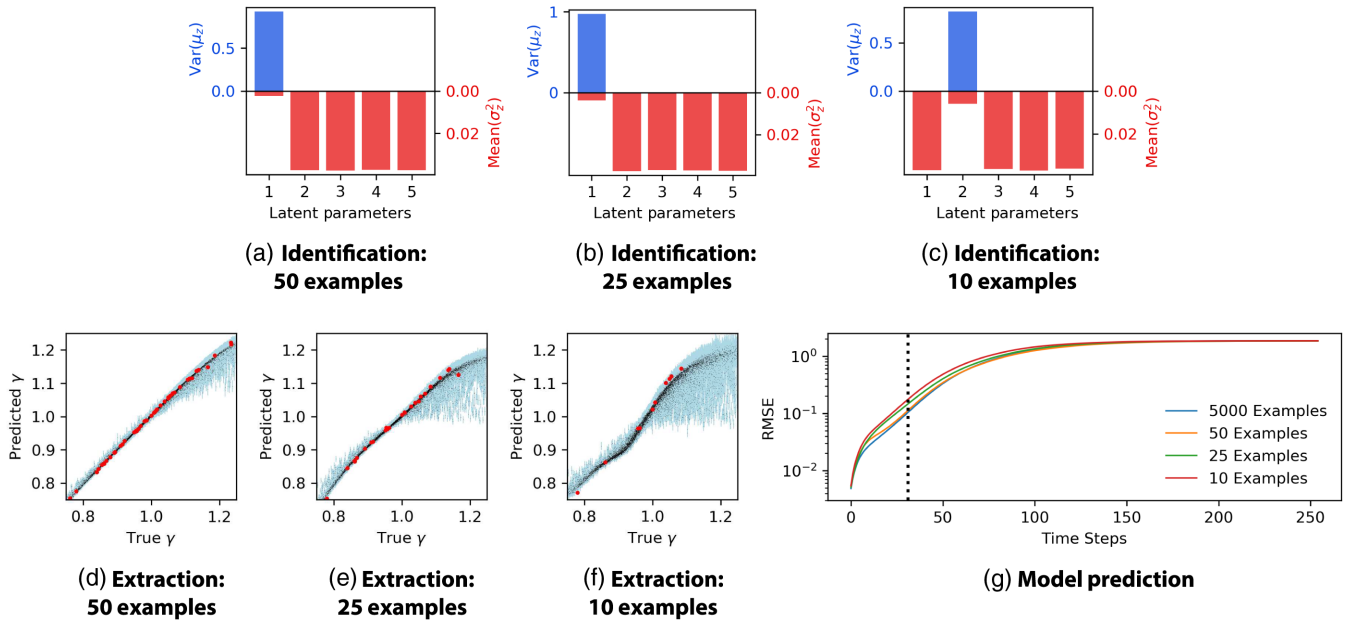 Var(μz)
0.5
0.0
0.00
0.02
Mean(σz²)
1 2 3 4 5
Latent parameters
(a) Identification:
50 examples
Var(μz)
1
0
0.00
0.02
Mean(σz²)
1 2 3 4 5
Latent parameters
(b) Identification:
25 examples
Var(μz)
0.5
0.0
0.00
0.02
Mean(σz²)
1 2 3 4 5
Latent parameters
(c) Identification:
10 examples
Predicted γ
1.2
1.1
1.0
0.9
0.8
0.8 1.0 1.2
True γ
(d) Extraction:
50 examples
Predicted γ
1.2
1.1
1.0
0.9
0.8
0.8 1.0 1.2
True γ
(e) Extraction:
25 examples
Predicted γ
1.2
1.1
1.0
0.9
0.8
0.8 1.0 1.2
True γ
(f) Extraction:
10 examples
RMSE
10⁰
10⁻¹
10⁻²
5000 Examples
50 Examples
25 Examples
10 Examples
0 50 100 150 200 250
Time Steps
(g) Model prediction